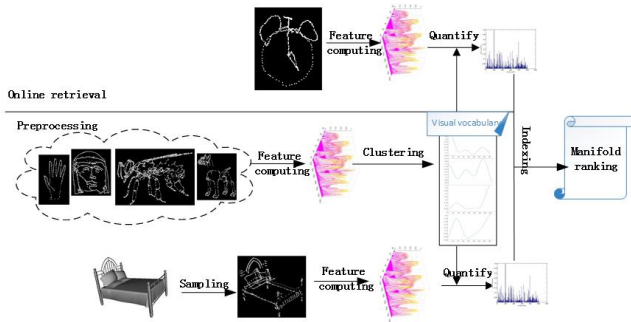 Feature
computing
Quantify
Online retrieval
Preprocessing
Visual vocabulary
Feature
computing
Clustering
Indexing
Manifold
ranking
Sampling
Feature
computing
Quantify